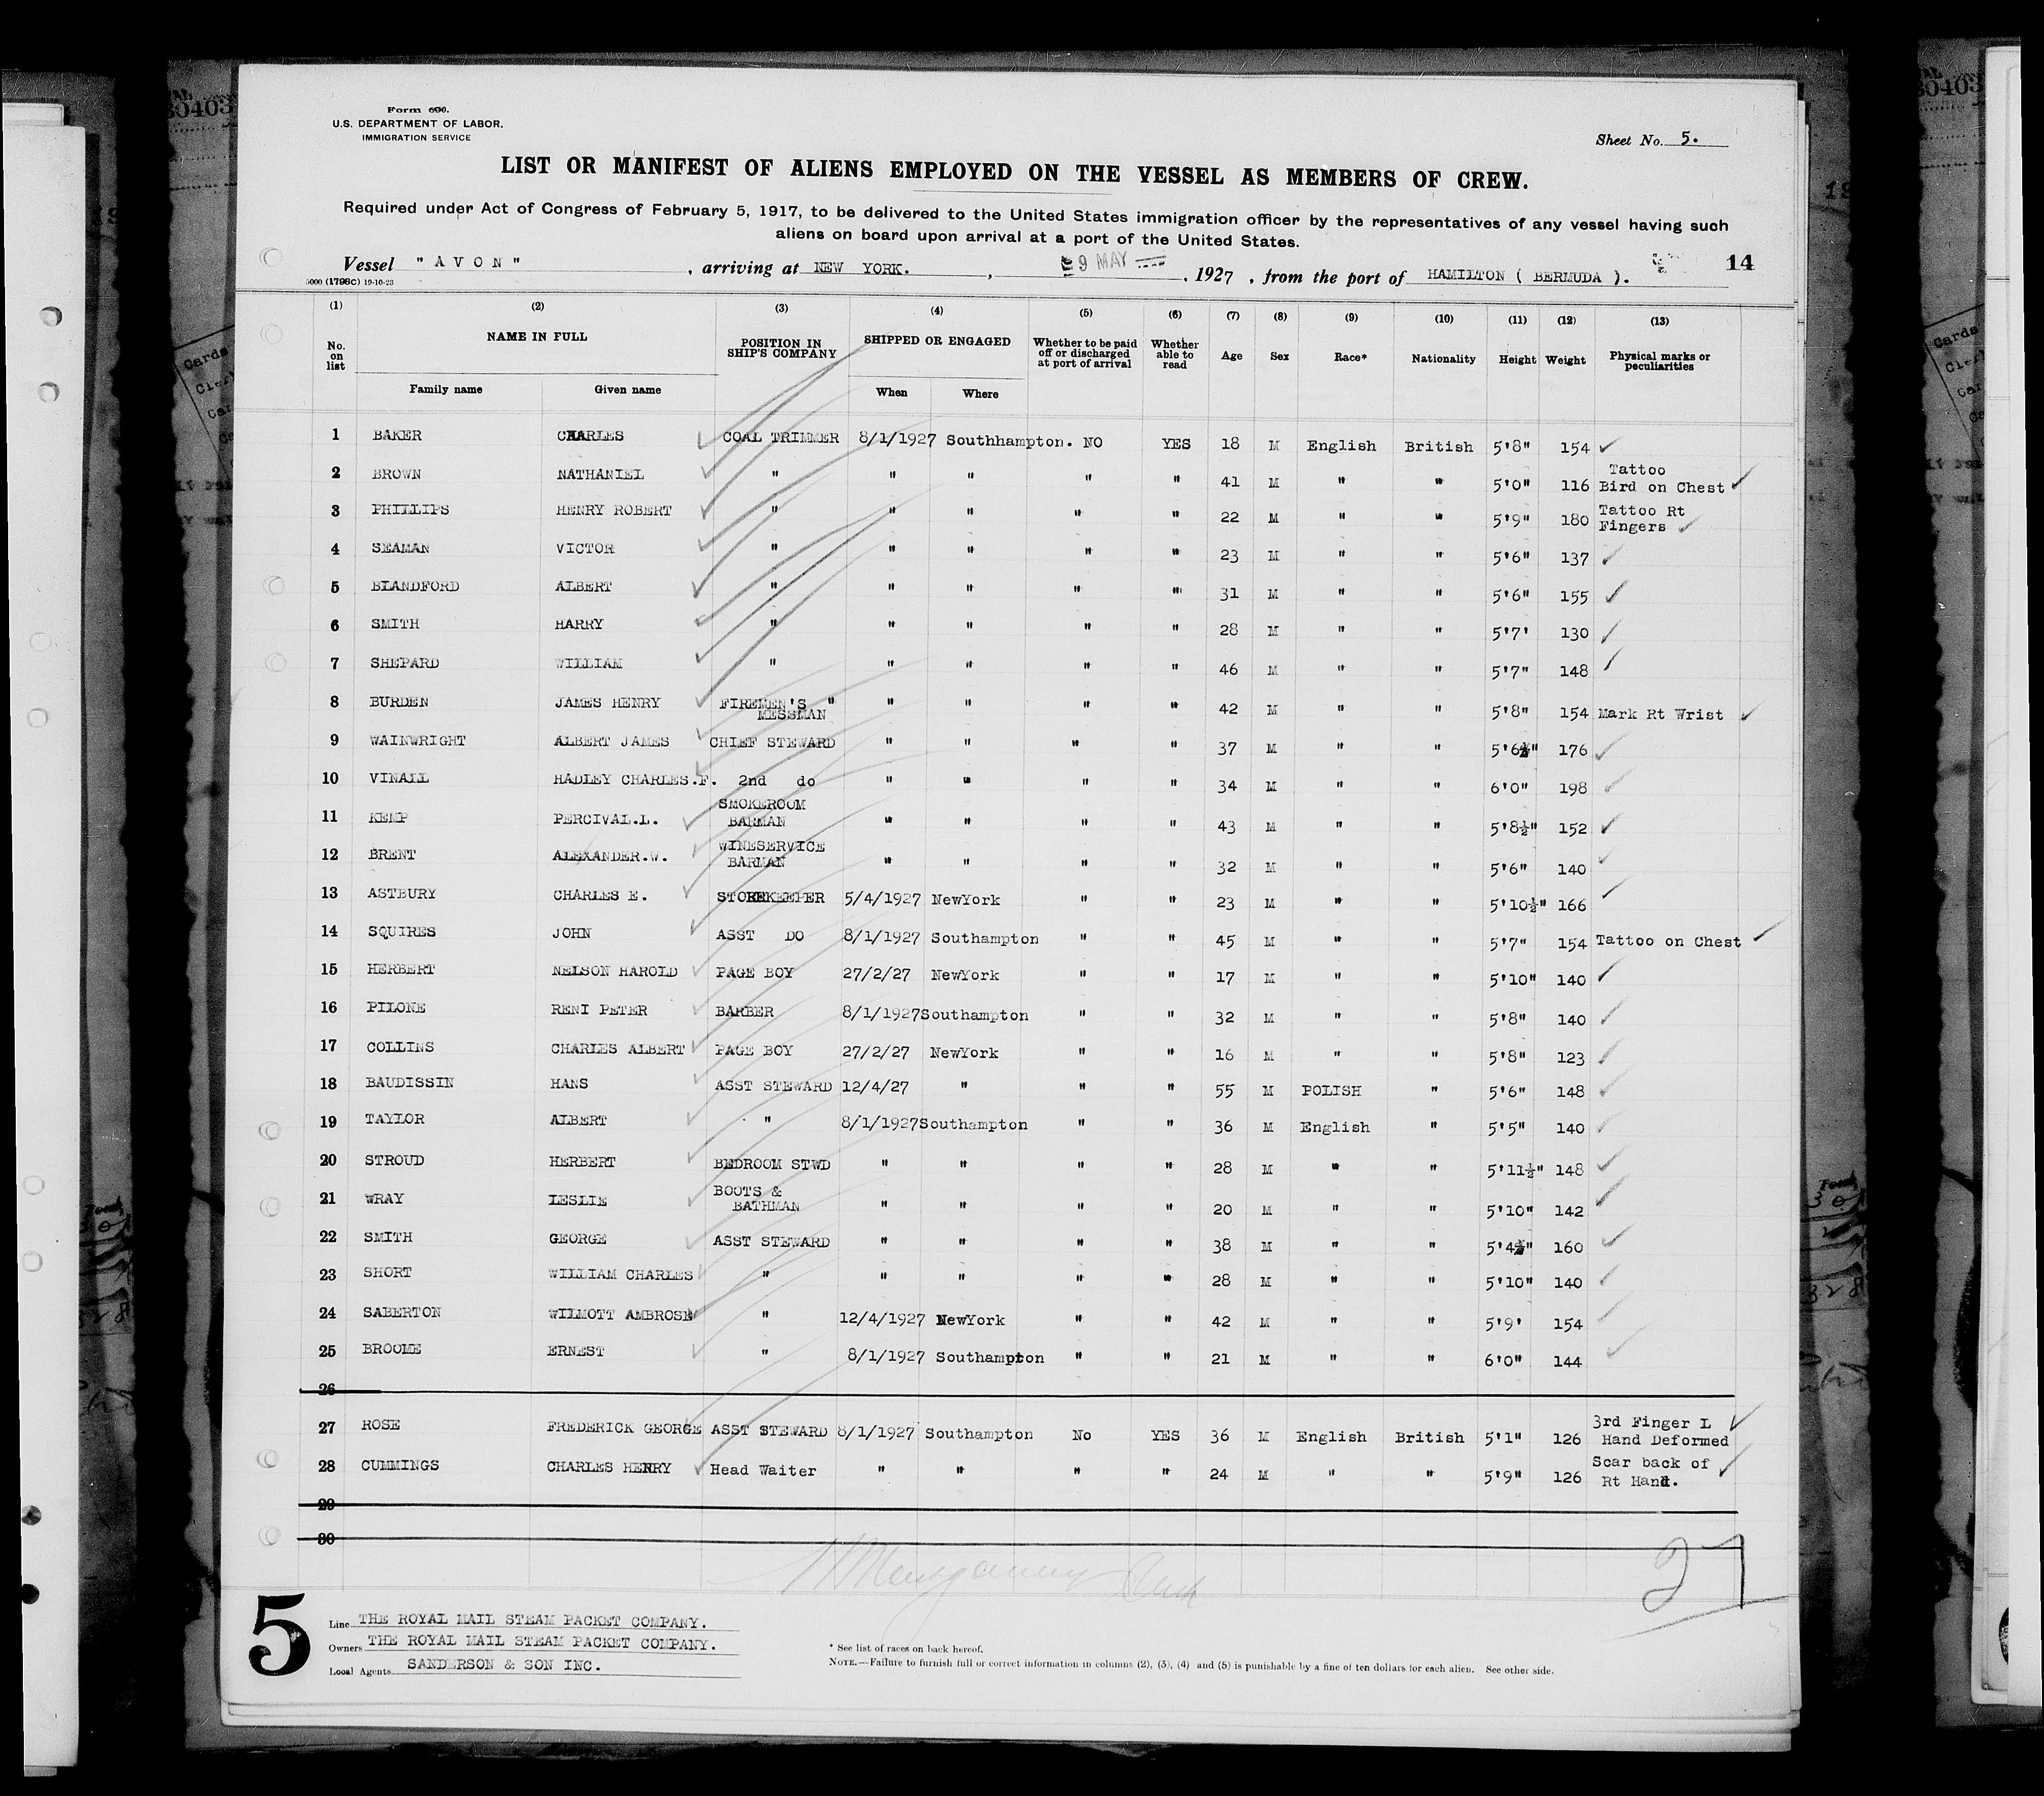 Form 680.
U.S. DEPARTMENT OF LABOR.
IMMIGRATION SERVICE
Sheet No. 5.
LIST OR MANIFEST OF ALIENS EMPLOYED ON THE VESSEL AS MEMBERS OF CREW.
Required under Act of Congress of February 5, 1917, to be delivered to the United States immigration officer by the representatives of any vessel having such
aliens on board upon arrival at a port of the United States.
Vessel "AVON", arriving at NEW YORK., 9 MAY, 1927, from the port of HAMILTON ( BERMUDA ). 14
5000 (1798C) 19-10-23
(1) (2) (3) (4) (5) (6) (7) (8) (9) (10) (11) (12) (13)
No. on list NAME IN FULL POSITION IN SHIP'S COMPANY SHIPPED OR ENGAGED Whether to be paid off or discharged at port of arrival Whether able to read Age Sex Race* Nationality Height Weight Physical marks or peculiarities
Family name Given name When Where
1 BAKER CHARLES COAL TRIMMER 8/1/1927 Southhampton. NO YES 18 M English British 5'8" 154
2 BROWN NATHANIEL " " " " " 41 M " " 5'0" 116 Tattoo Bird on Chest
3 PHILLIPS HENRY ROBERT " " " " " 22 M " " 5'9" 180 Tattoo Rt Fingers
4 SEAMAN VICTOR " " " " " 23 M " " 5'6" 137
5 BLANDFORD ALBERT " " " " " 31 M " " 5'6" 155
6 SMITH HARRY " " " " " 28 M " " 5'7' 130
7 SHEPARD WILLIAM " " " " " 46 M " " 5'7" 148
8 BURDEN JAMES HENRY FIREMEN'S " MESSMAN " " " " 42 M " " 5'8" 154 Mark Rt Wrist
9 WAINWRIGHT ALBERT JAMES CHIEF STEWARD " " " " 37 M " " 5'6½" 176
10 VINALL HADLEY CHARLES.F. 2nd do " " " " 34 M " " 6'0" 198
11 KEMP PERCIVAL.L. SMOKEROOM BARMAN " " " " 43 M " " 5'8½" 152
12 BRENT ALEXANDER.W. WINESERVICE BARMAN " " " " 32 M " " 5'6" 140
13 ASTBURY CHARLES E. STOREKEEPER 5/4/1927 NewYork " " 23 M " " 5'10½" 166
14 SQUIRES JOHN ASST DO 8/1/1927 Southampton " " 45 M " " 5'7" 154 Tattoo on Chest
15 HERBERT NELSON HAROLD PAGE BOY 27/2/27 NewYork " " 17 M " " 5'10" 140
16 PILONE RENI PETER BARBER 8/1/1927 Southampton " " 32 M " " 5'8" 140
17 COLLINS CHARLES ALBERT PAGE BOY 27/2/27 NewYork " " 16 M " " 5'8" 123
18 BAUDISSIN HANS ASST STEWARD 12/4/27 " " " 55 M POLISH " 5'6" 148
19 TAYLOR ALBERT " 8/1/1927 Southampton " " 36 M English " 5'5" 140
20 STROUD HERBERT BEDROOM STWD " " " " 28 M " " 5'11½" 148
21 WRAY LESLIE BOOTS & BATHMAN " " " " 20 M " " 5'10" 142
22 SMITH GEORGE ASST STEWARD " " " " 38 M " " 5'4½" 160
23 SHORT WILLIAM CHARLES " " " " " 28 M " " 5'10" 140
24 SABERTON WILMOTT AMBROSE " 12/4/1927 NewYork " " 42 M " " 5'9' 154
25 BROOME ERNEST " 8/1/1927 Southampton " " 21 M " " 6'0" 144
26
27 ROSE FREDERICK GEORGE ASST STEWARD 8/1/1927 Southampton No YES 36 M English British 5'1" 126 3rd Finger L Hand Deformed
28 CUMMINGS CHARLES HENRY Head Waiter " " " " 24 M " " 5'9" 126 Scar back of Rt Hand.
29
30
27
5
Line THE ROYAL MAIL STEAM PACKET COMPANY.
Owners THE ROYAL MAIL STEAM PACKET COMPANY.
Local Agents SANDERSON & SON INC.
* See list of races on back hereof.
NOTE.—Failure to furnish full or correct information in columns (2), (3), (4) and (5) is punishable by a fine of ten dollars for each alien. See other side.